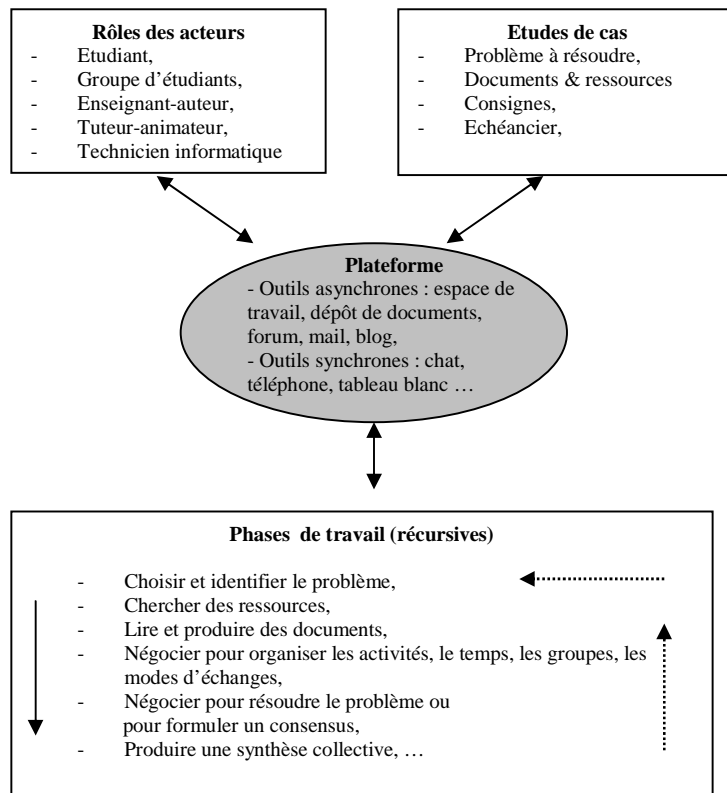 Rôles des acteurs
- Etudiant,
- Groupe d’étudiants,
- Enseignant-auteur,
- Tuteur-animateur,
- Technicien informatique
Etudes de cas
- Problème à résoudre,
- Documents & ressources
- Consignes,
- Echéancier,
Plateforme
- Outils asynchrones : espace de
travail, dépôt de documents,
forum, mail, blog,
- Outils synchrones : chat,
téléphone, tableau blanc …
Phases de travail (récursives)
- Choisir et identifier le problème,
- Chercher des ressources,
- Lire et produire des documents,
- Négocier pour organiser les activités, le temps, les groupes, les
modes d’échanges,
- Négocier pour résoudre le problème ou
pour formuler un consensus,
- Produire une synthèse collective, …